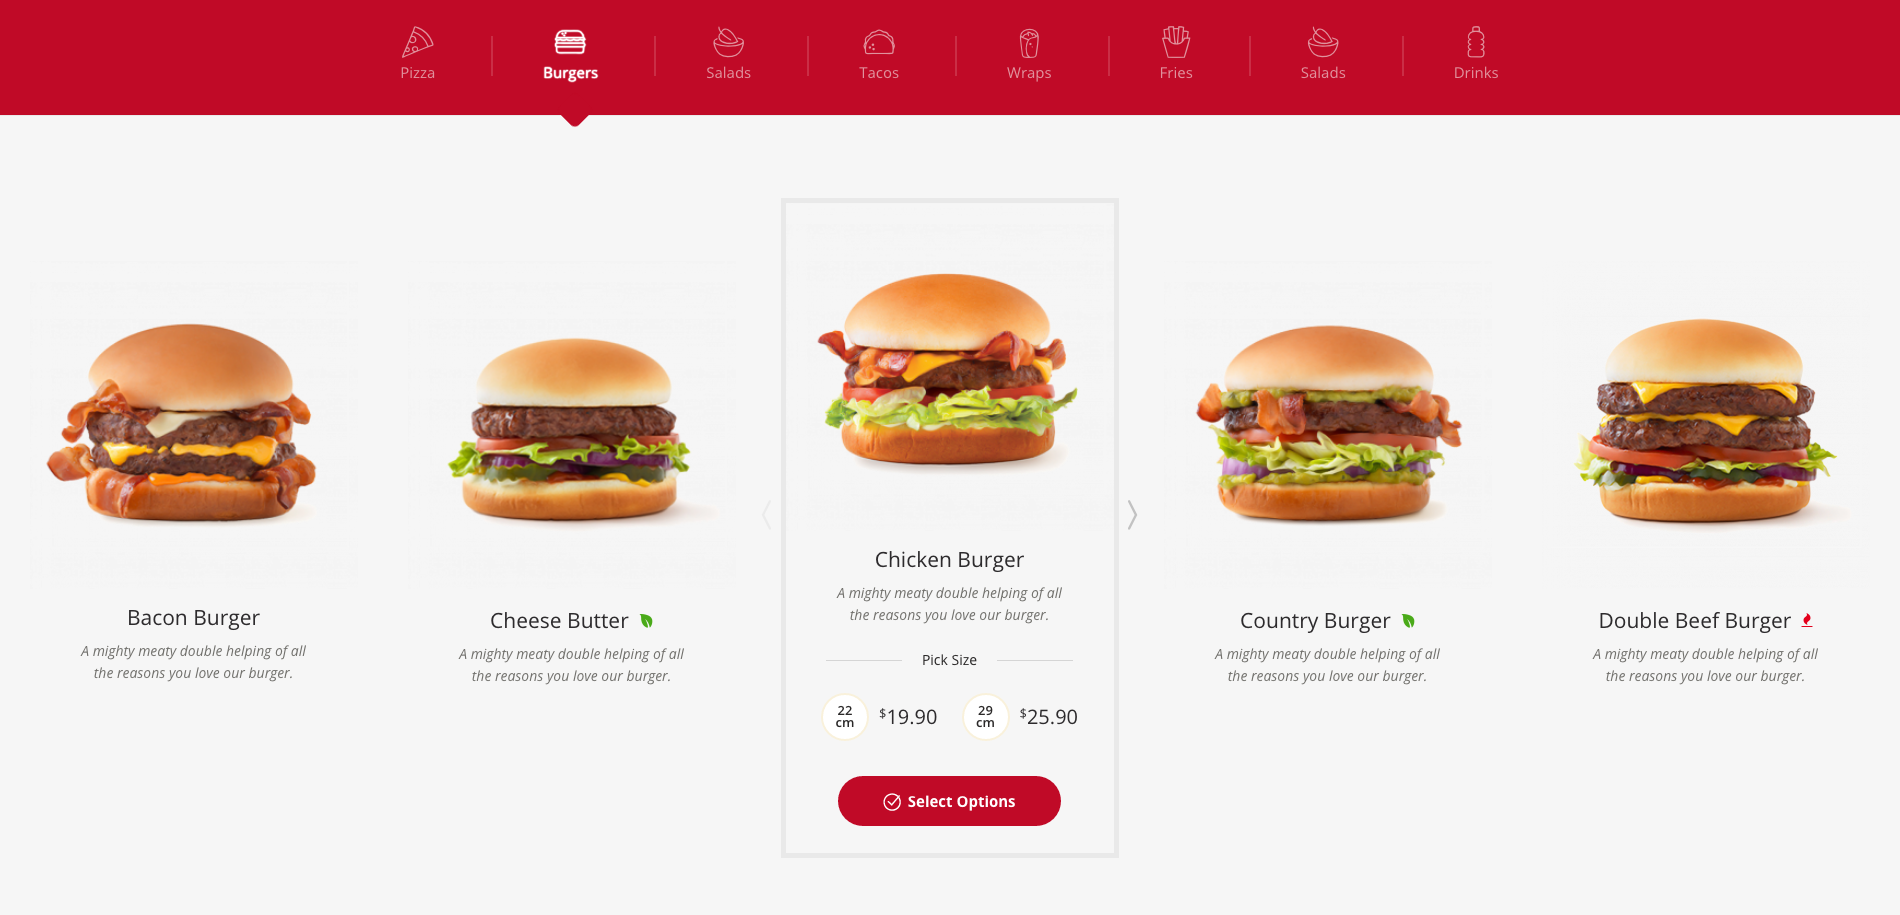 Pizza
Burgers
Salads
Tacos
Wraps
Fries
Salads
Drinks
Bacon Burger
A mighty meaty double helping of all
the reasons you love our burger.
Cheese Butter
A mighty meaty double helping of all
the reasons you love our burger.
Chicken Burger
A mighty meaty double helping of all
the reasons you love our burger.
Pick Size
22
cm
$19.90
29
cm
$25.90
Select Options
Country Burger
A mighty meaty double helping of all
the reasons you love our burger.
Double Beef Burger
A mighty meaty double helping of all
the reasons you love our burger.